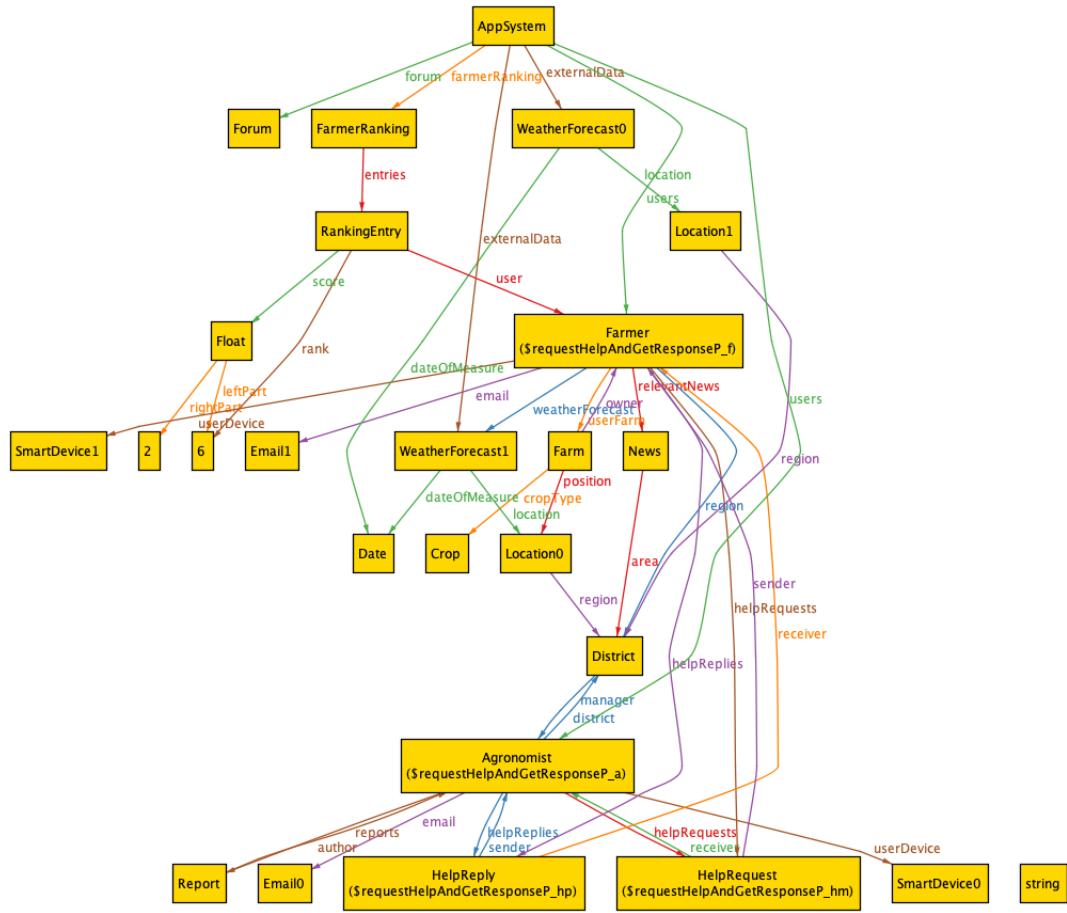 AppSystem
forum
farmerRanking
externalData
Forum
FarmerRanking
WeatherForecast0
entries
location
users
RankingEntry
externalData
Location1
user
score
Farmer
($requestHelpAndGetResponseP_f)
Float
rank
dateOfMeasure
leftPart
rightPart
relevantNews
email
owner
weatherForecast
userFarm
users
userDevice
SmartDevice1
2
6
Email1
WeatherForecast1
Farm
News
region
position
dateOfMeasure
cropType
location
region
Date
Crop
Location0
area
sender
region
helpRequests
receiver
District
helpReplies
manager
district
Agronomist
($requestHelpAndGetResponseP_a)
email
reports
author
helpReplies
sender
helpRequests
receiver
userDevice
Report
Email0
HelpReply
($requestHelpAndGetResponseP_hp)
HelpRequest
($requestHelpAndGetResponseP_hm)
SmartDevice0
string